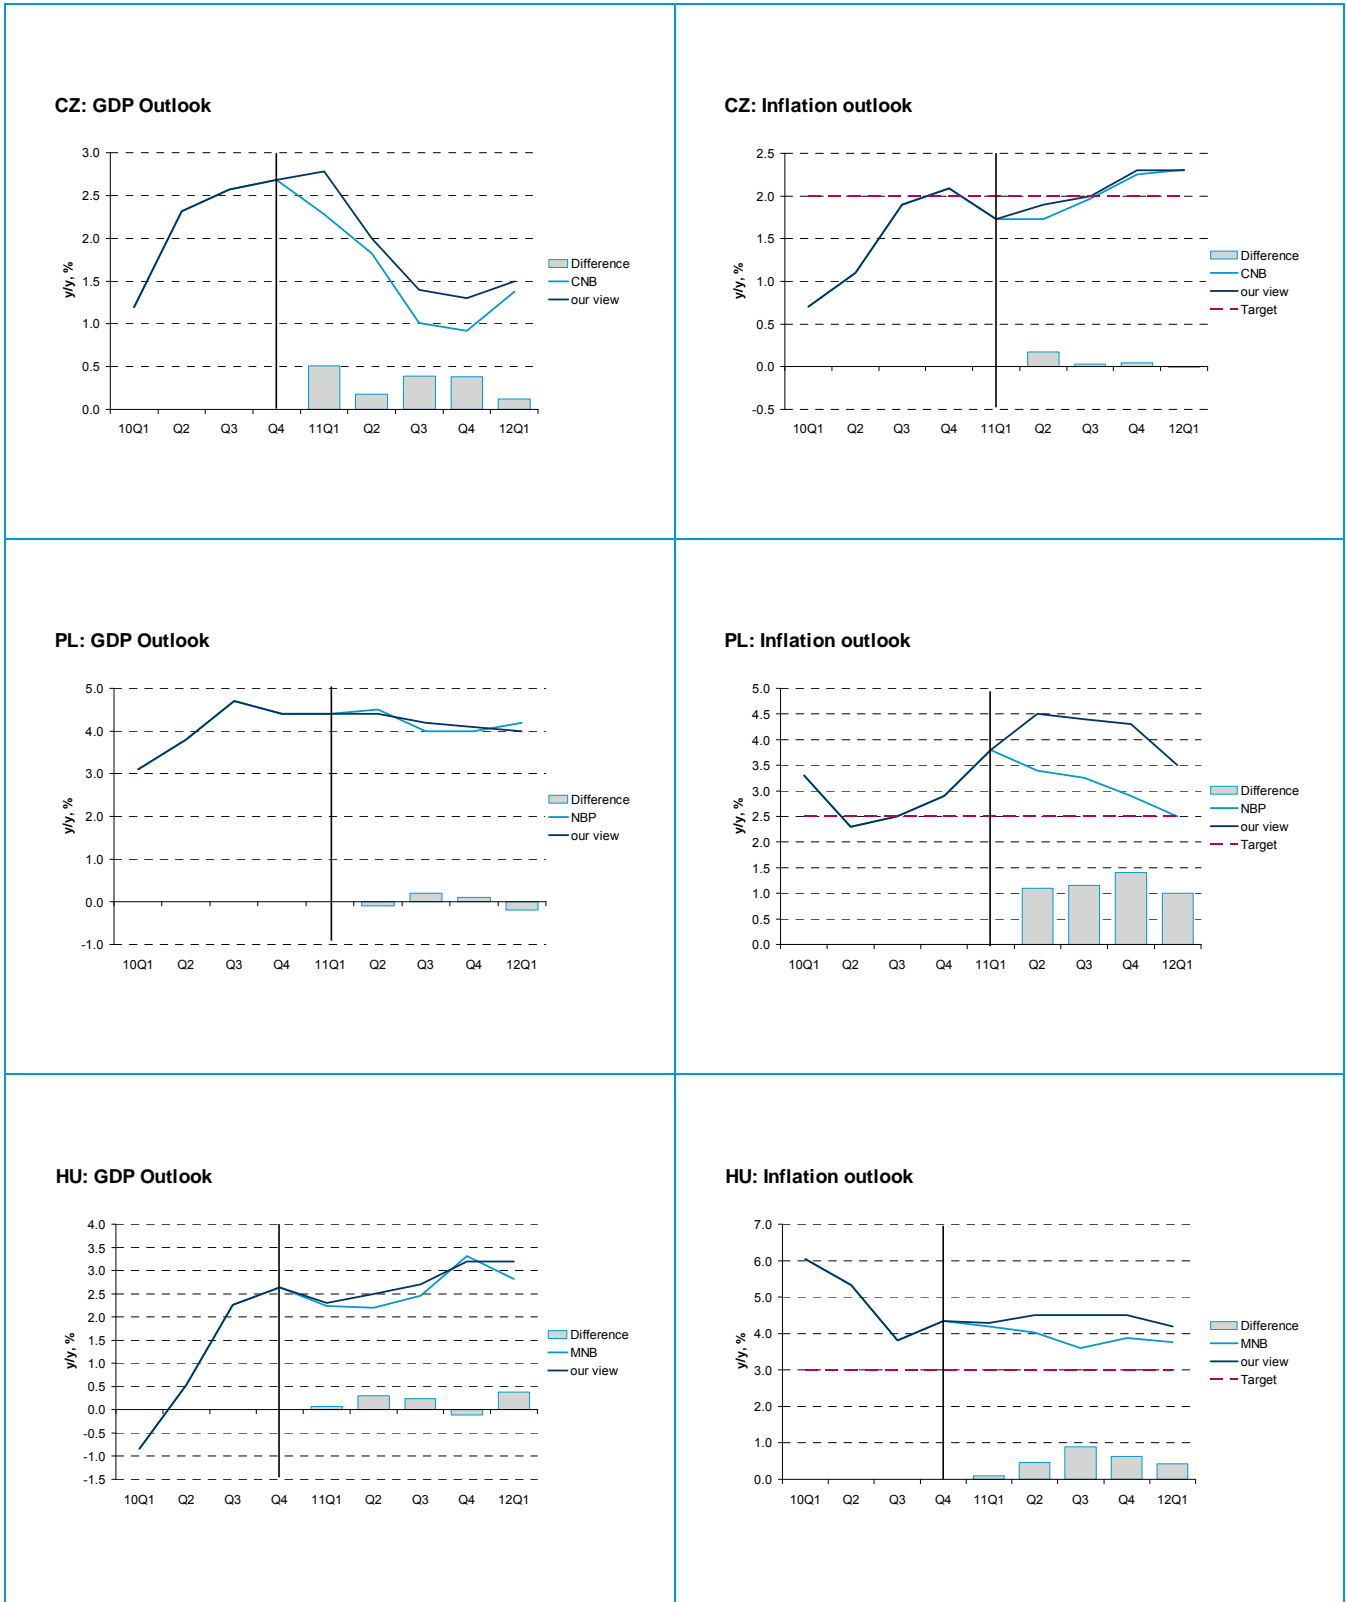 CZ: GDP Outlook
3.0
2.5
2.0
1.5
1.0
0.5
0.0
y/y, %
10Q1 Q2 Q3 Q4 11Q1 Q2 Q3 Q4 12Q1
Difference
CNB
our view
CZ: Inflation outlook
2.5
2.0
1.5
1.0
0.5
0.0
-0.5
y/y, %
10Q1 Q2 Q3 Q4 11Q1 Q2 Q3 Q4 12Q1
Difference
CNB
our view
Target
PL: GDP Outlook
5.0
4.0
3.0
2.0
1.0
0.0
-1.0
y/y, %
10Q1 Q2 Q3 Q4 11Q1 Q2 Q3 Q4 12Q1
Difference
NBP
our view
PL: Inflation outlook
5.0
4.5
4.0
3.5
3.0
2.5
2.0
1.5
1.0
0.5
0.0
y/y, %
10Q1 Q2 Q3 Q4 11Q1 Q2 Q3 Q4 12Q1
Difference
NBP
our view
Target
HU: GDP Outlook
4.0
3.5
3.0
2.5
2.0
1.5
1.0
0.5
0.0
-0.5
-1.0
-1.5
y/y, %
10Q1 Q2 Q3 Q4 11Q1 Q2 Q3 Q4 12Q1
Difference
MNB
our view
HU: Inflation outlook
7.0
6.0
5.0
4.0
3.0
2.0
1.0
0.0
y/y, %
10Q1 Q2 Q3 Q4 11Q1 Q2 Q3 Q4 12Q1
Difference
MNB
our view
Target